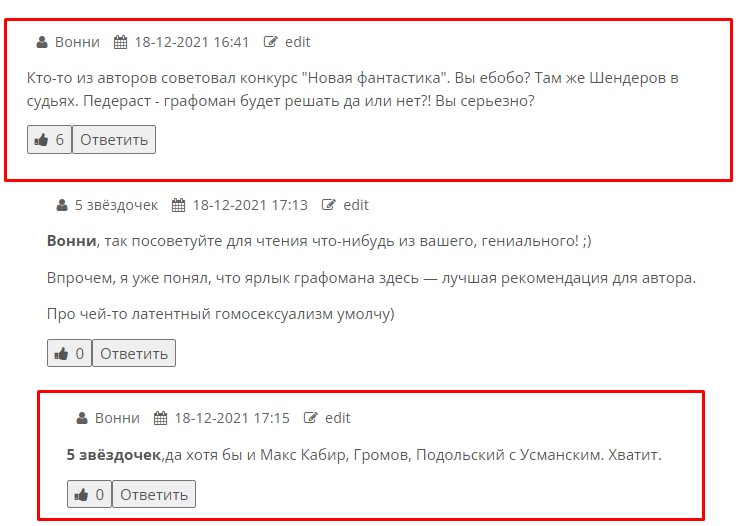 Вонни 18-12-2021 16:41 edit
Кто-то из авторов советовал конкурс "Новая фантастика". Вы ебобо? Там же Шендеров в
судьях. Педераст - графоман будет решать да или нет?! Вы серьезно?
6 Ответить
5 звёздочек 18-12-2021 17:13 edit
Вонни, так посоветуйте для чтения что-нибудь из вашего, гениального! ;)
Впрочем, я уже понял, что ярлык графомана здесь — лучшая рекомендация для автора.
Про чей-то латентный гомосексуализм умолчу)
0 Ответить
Вонни 18-12-2021 17:15 edit
5 звёздочек,да хотя бы и Макс Кабир, Громов, Подольский с Усманским. Хватит.
0 Ответить